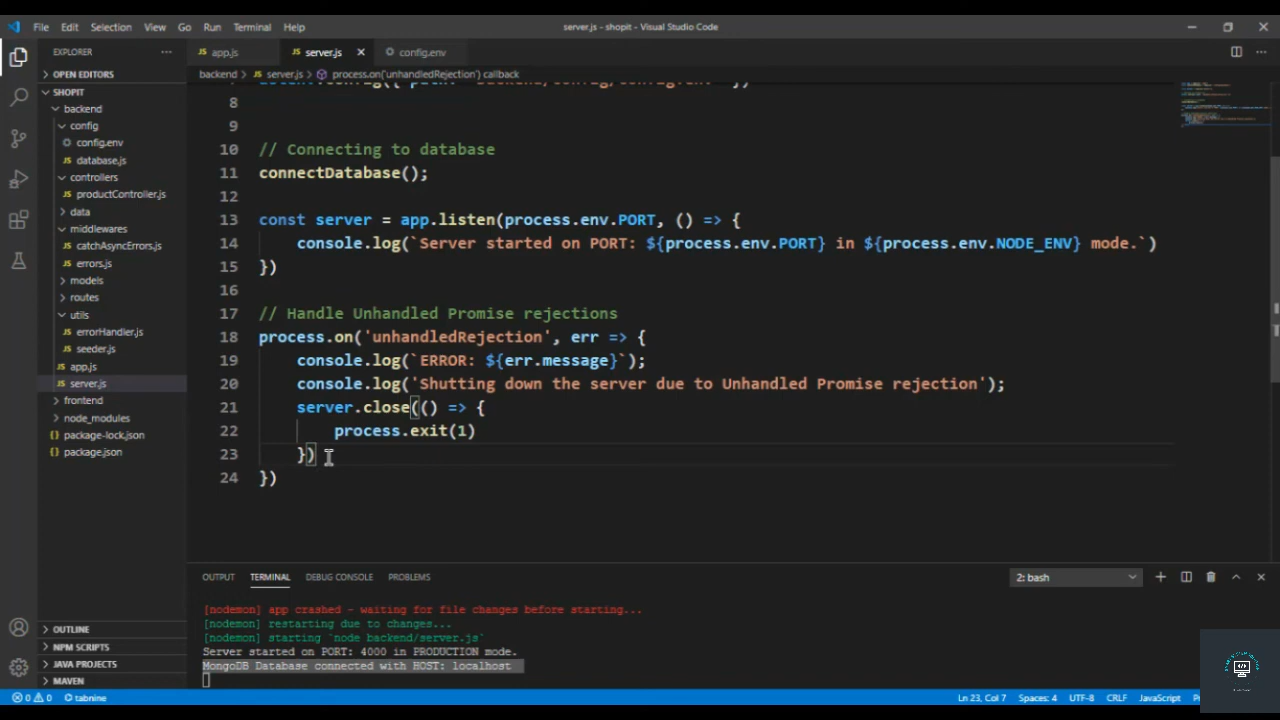 File Edit Selection View Go Run Terminal Help
server.js - shopit - Visual Studio Code
EXPLORER
OPEN EDITORS
SHOPIT
backend
config
config.env
database.js
controllers
productController.js
data
middlewares
catchAsyncErrors.js
errors.js
models
routes
utils
errorHandler.js
seeder.js
app.js
server.js
frontend
node_modules
package-lock.json
package.json
OUTLINE
NPM SCRIPTS
JAVA PROJECTS
MAVEN
app.js server.js config.env
backend > server.js > process.on('unhandledRejection') callback
8
9
10 // Connecting to database
11 connectDatabase();
12
13 const server = app.listen(process.env.PORT, () => {
14 console.log(`Server started on PORT: ${process.env.PORT} in ${process.env.NODE_ENV} mode.`)
15 })
16
17 // Handle Unhandled Promise rejections
18 process.on('unhandledRejection', err => {
19 console.log(`ERROR: ${err.message}`);
20 console.log('Shutting down the server due to Unhandled Promise rejection');
21 server.close(() => {
22 process.exit(1)
23 })
24 })
OUTPUT TERMINAL DEBUG CONSOLE PROBLEMS
2: bash
[nodemon] app crashed - waiting for file changes before starting...
[nodemon] restarting due to changes...
[nodemon] starting `node backend/server.js`
Server started on PORT: 4000 in PRODUCTION mode.
MongoDB Database connected with HOST: localhost
0 0 tabnine
Ln 23, Col 7 Spaces: 4 UTF-8 CRLF JavaScript